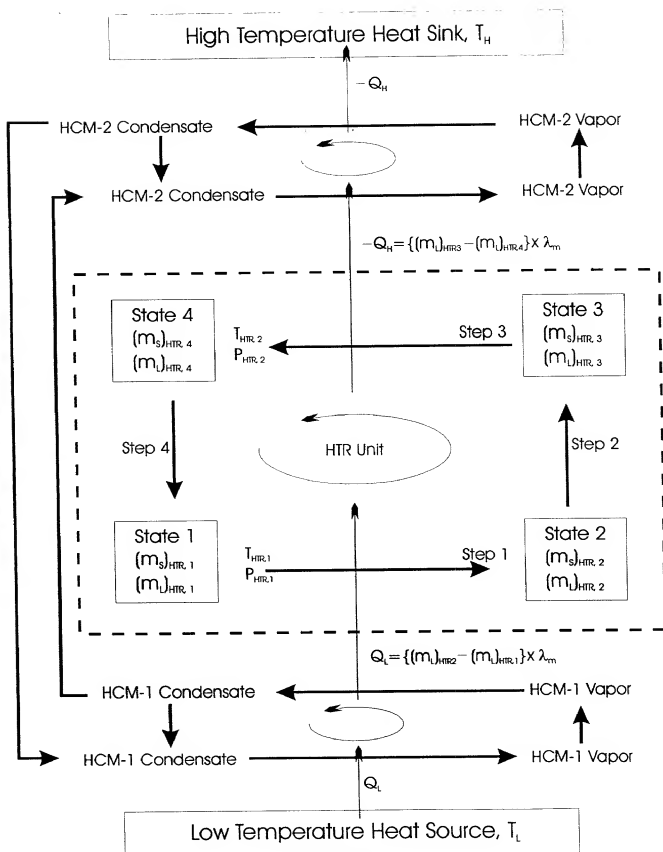 High Temperature Heat Sink, T_H
−Q_H
HCM-2 Condensate
HCM-2 Vapor
HCM-2 Condensate
HCM-2 Vapor
−Q_H={(m_L)_HTR3−(m_L)_HTR,4}x λ_m
State 4
(m_S)_HTR, 4
(m_L)_HTR, 4
T_HTR, 2
P_HTR, 2
Step 3
State 3
(m_S)_HTR, 3
(m_L)_HTR, 3
Step 4
HTR Unit
Step 2
State 1
(m_S)_HTR, 1
(m_L)_HTR, 1
T_HTR,1
P_HTR,1
Step 1
State 2
(m_S)_HTR, 2
(m_L)_HTR, 2
Q_L={(m_L)_HTR2−(m_L)_HTR,1}x λ_m
HCM-1 Condensate
HCM-1 Vapor
HCM-1 Condensate
HCM-1 Vapor
Q_L
Low Temperature Heat Source, T_L